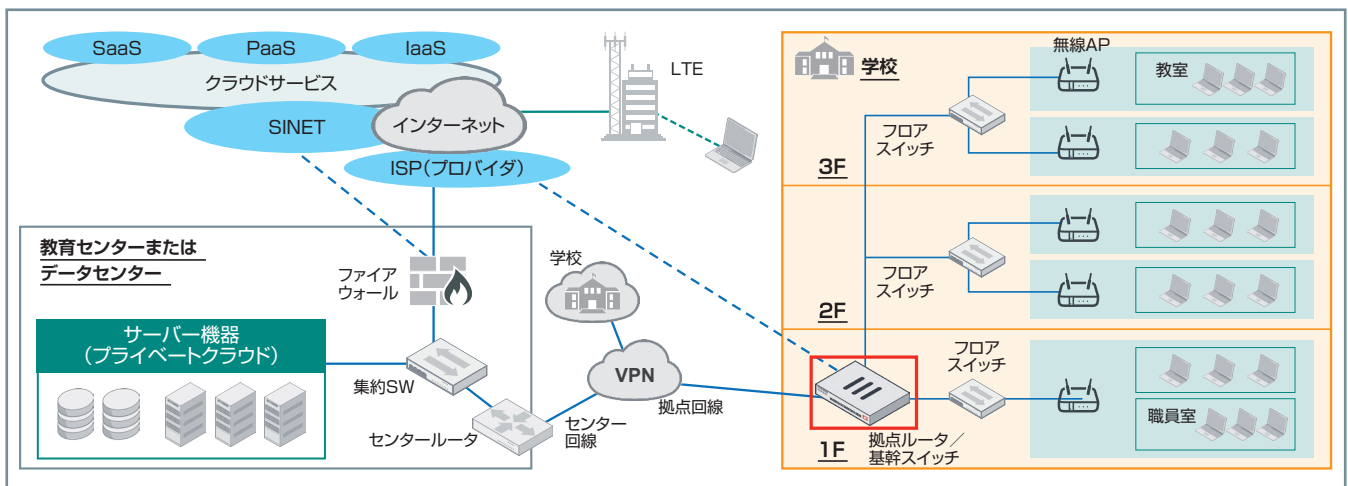 SaaS
PaaS
IaaS
クラウドサービス
SINET
インターネット
ISP（プロバイダ）
LTE
教育センターまたは
データセンター
ファイア
ウォール
サーバー機器
（プライベートクラウド）
集約SW
センタールータ
センター
回線
学校
VPN
拠点回線
学校
無線AP
教室
フロア
スイッチ
3F
フロア
スイッチ
2F
フロア
スイッチ
職員室
1F
拠点ルータ／
基幹スイッチ